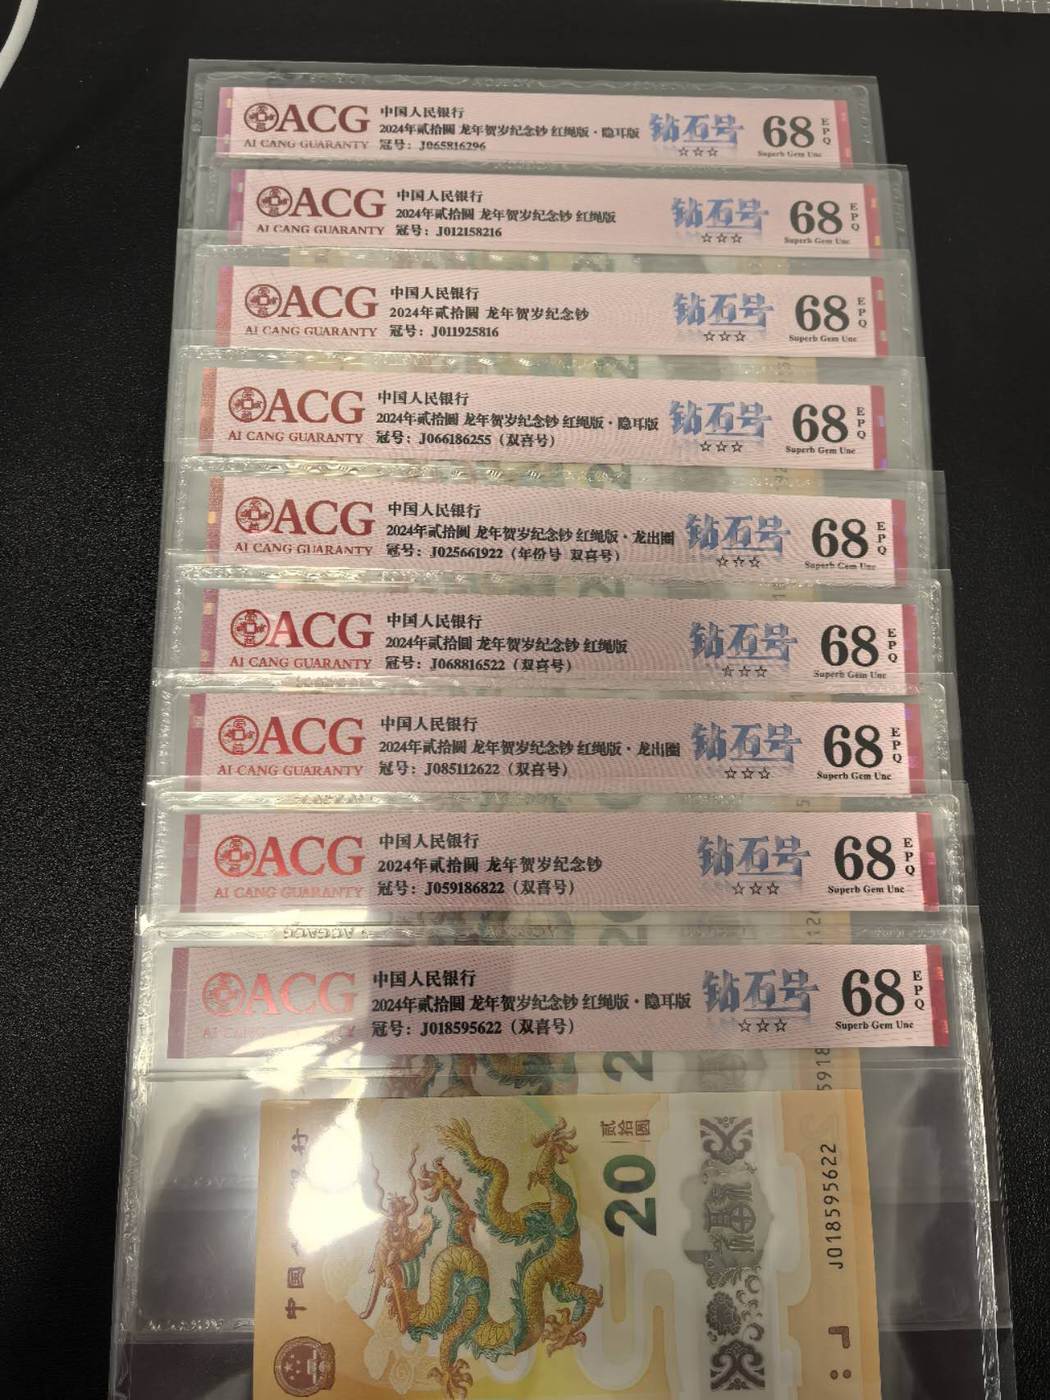 ACG
AI CANG GUARANTY
中国人民银行
2024年贰拾圆 龙年贺岁纪念钞 红绳版·隐耳版
冠号：J065816296
钻石号
☆☆☆
68
EPQ
Superb Gem Unc
ACG
AI CANG GUARANTY
中国人民银行
2024年贰拾圆 龙年贺岁纪念钞 红绳版
冠号：J012158216
钻石号
☆☆☆
68
EPQ
Superb Gem Unc
ACG
AI CANG GUARANTY
中国人民银行
2024年贰拾圆 龙年贺岁纪念钞
冠号：J011925816
钻石号
☆☆☆
68
EPQ
Superb Gem Unc
ACG
AI CANG GUARANTY
中国人民银行
2024年贰拾圆 龙年贺岁纪念钞 红绳版·隐耳版
冠号：J066186255（双喜号）
钻石号
☆☆☆
68
EPQ
Superb Gem Unc
ACG
AI CANG GUARANTY
中国人民银行
2024年贰拾圆 龙年贺岁纪念钞 红绳版·龙出圈
冠号：J025661922（年份号 双喜号）
钻石号
☆☆☆
68
EPQ
Superb Gem Unc
ACG
AI CANG GUARANTY
中国人民银行
2024年贰拾圆 龙年贺岁纪念钞 红绳版
冠号：J068816522（双喜号）
钻石号
☆☆☆
68
EPQ
Superb Gem Unc
ACG
AI CANG GUARANTY
中国人民银行
2024年贰拾圆 龙年贺岁纪念钞 红绳版·龙出圈
冠号：J085112622（双喜号）
钻石号
☆☆☆
68
EPQ
Superb Gem Unc
ACG
AI CANG GUARANTY
中国人民银行
2024年贰拾圆 龙年贺岁纪念钞
冠号：J059186822（双喜号）
钻石号
☆☆☆
68
EPQ
Superb Gem Unc
ACG
AI CANG GUARANTY
中国人民银行
2024年贰拾圆 龙年贺岁纪念钞 红绳版·隐耳版
冠号：J018595622（双喜号）
钻石号
☆☆☆
68
EPQ
Superb Gem Unc
中国
贰拾圆
20
J018595622